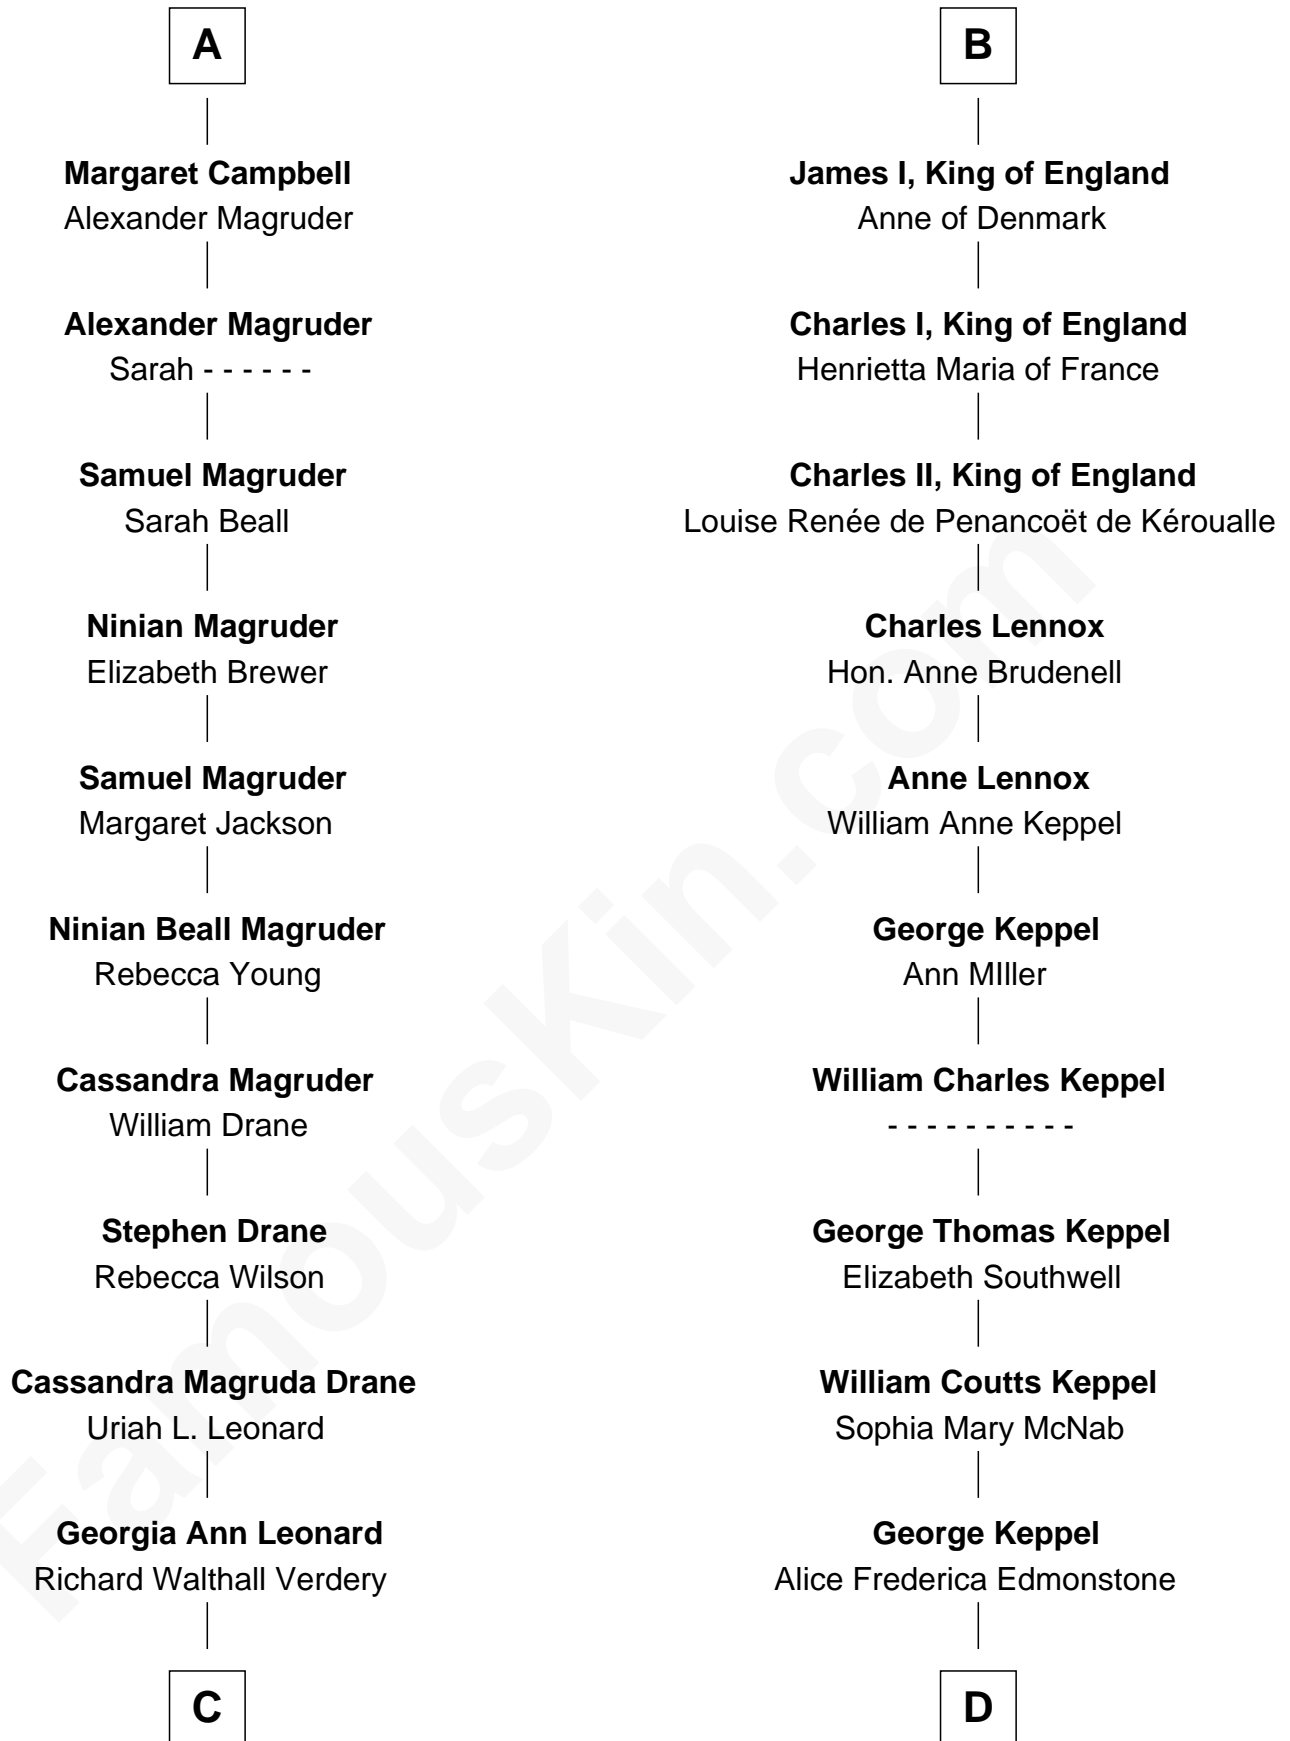 A
Margaret Campbell
Alexander Magruder
Alexander Magruder
Sarah - - - - - -
Samuel Magruder
Sarah Beall
Ninian Magruder
Elizabeth Brewer
Samuel Magruder
Margaret Jackson
Ninian Beall Magruder
Rebecca Young
Cassandra Magruder
William Drane
Stephen Drane
Rebecca Wilson
Cassandra Magruda Drane
Uriah L. Leonard
Georgia Ann Leonard
Richard Walthall Verdery
C
B
James I, King of England
Anne of Denmark
Charles I, King of England
Henrietta Maria of France
Charles II, King of England
Louise Renée de Penancoët de Kéroualle
Charles Lennox
Hon. Anne Brudenell
Anne Lennox
William Anne Keppel
George Keppel
Ann MIller
William Charles Keppel
- - - - - - - - - -
George Thomas Keppel
Elizabeth Southwell
William Coutts Keppel
Sophia Mary McNab
George Keppel
Alice Frederica Edmonstone
D
FamousKin.com